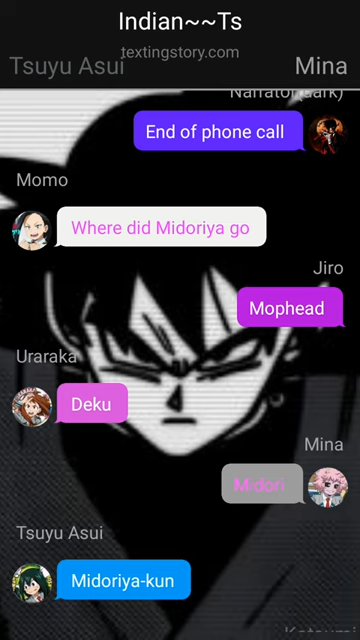 Indian~~Ts
textingstory.com
Tsuyu Asui
Mina
Narrator(dark)
End of phone call
Momo
Where did Midoriya go
Jiro
Mophead
Uraraka
Deku
Mina
Midori
Tsuyu Asui
Midoriya-kun